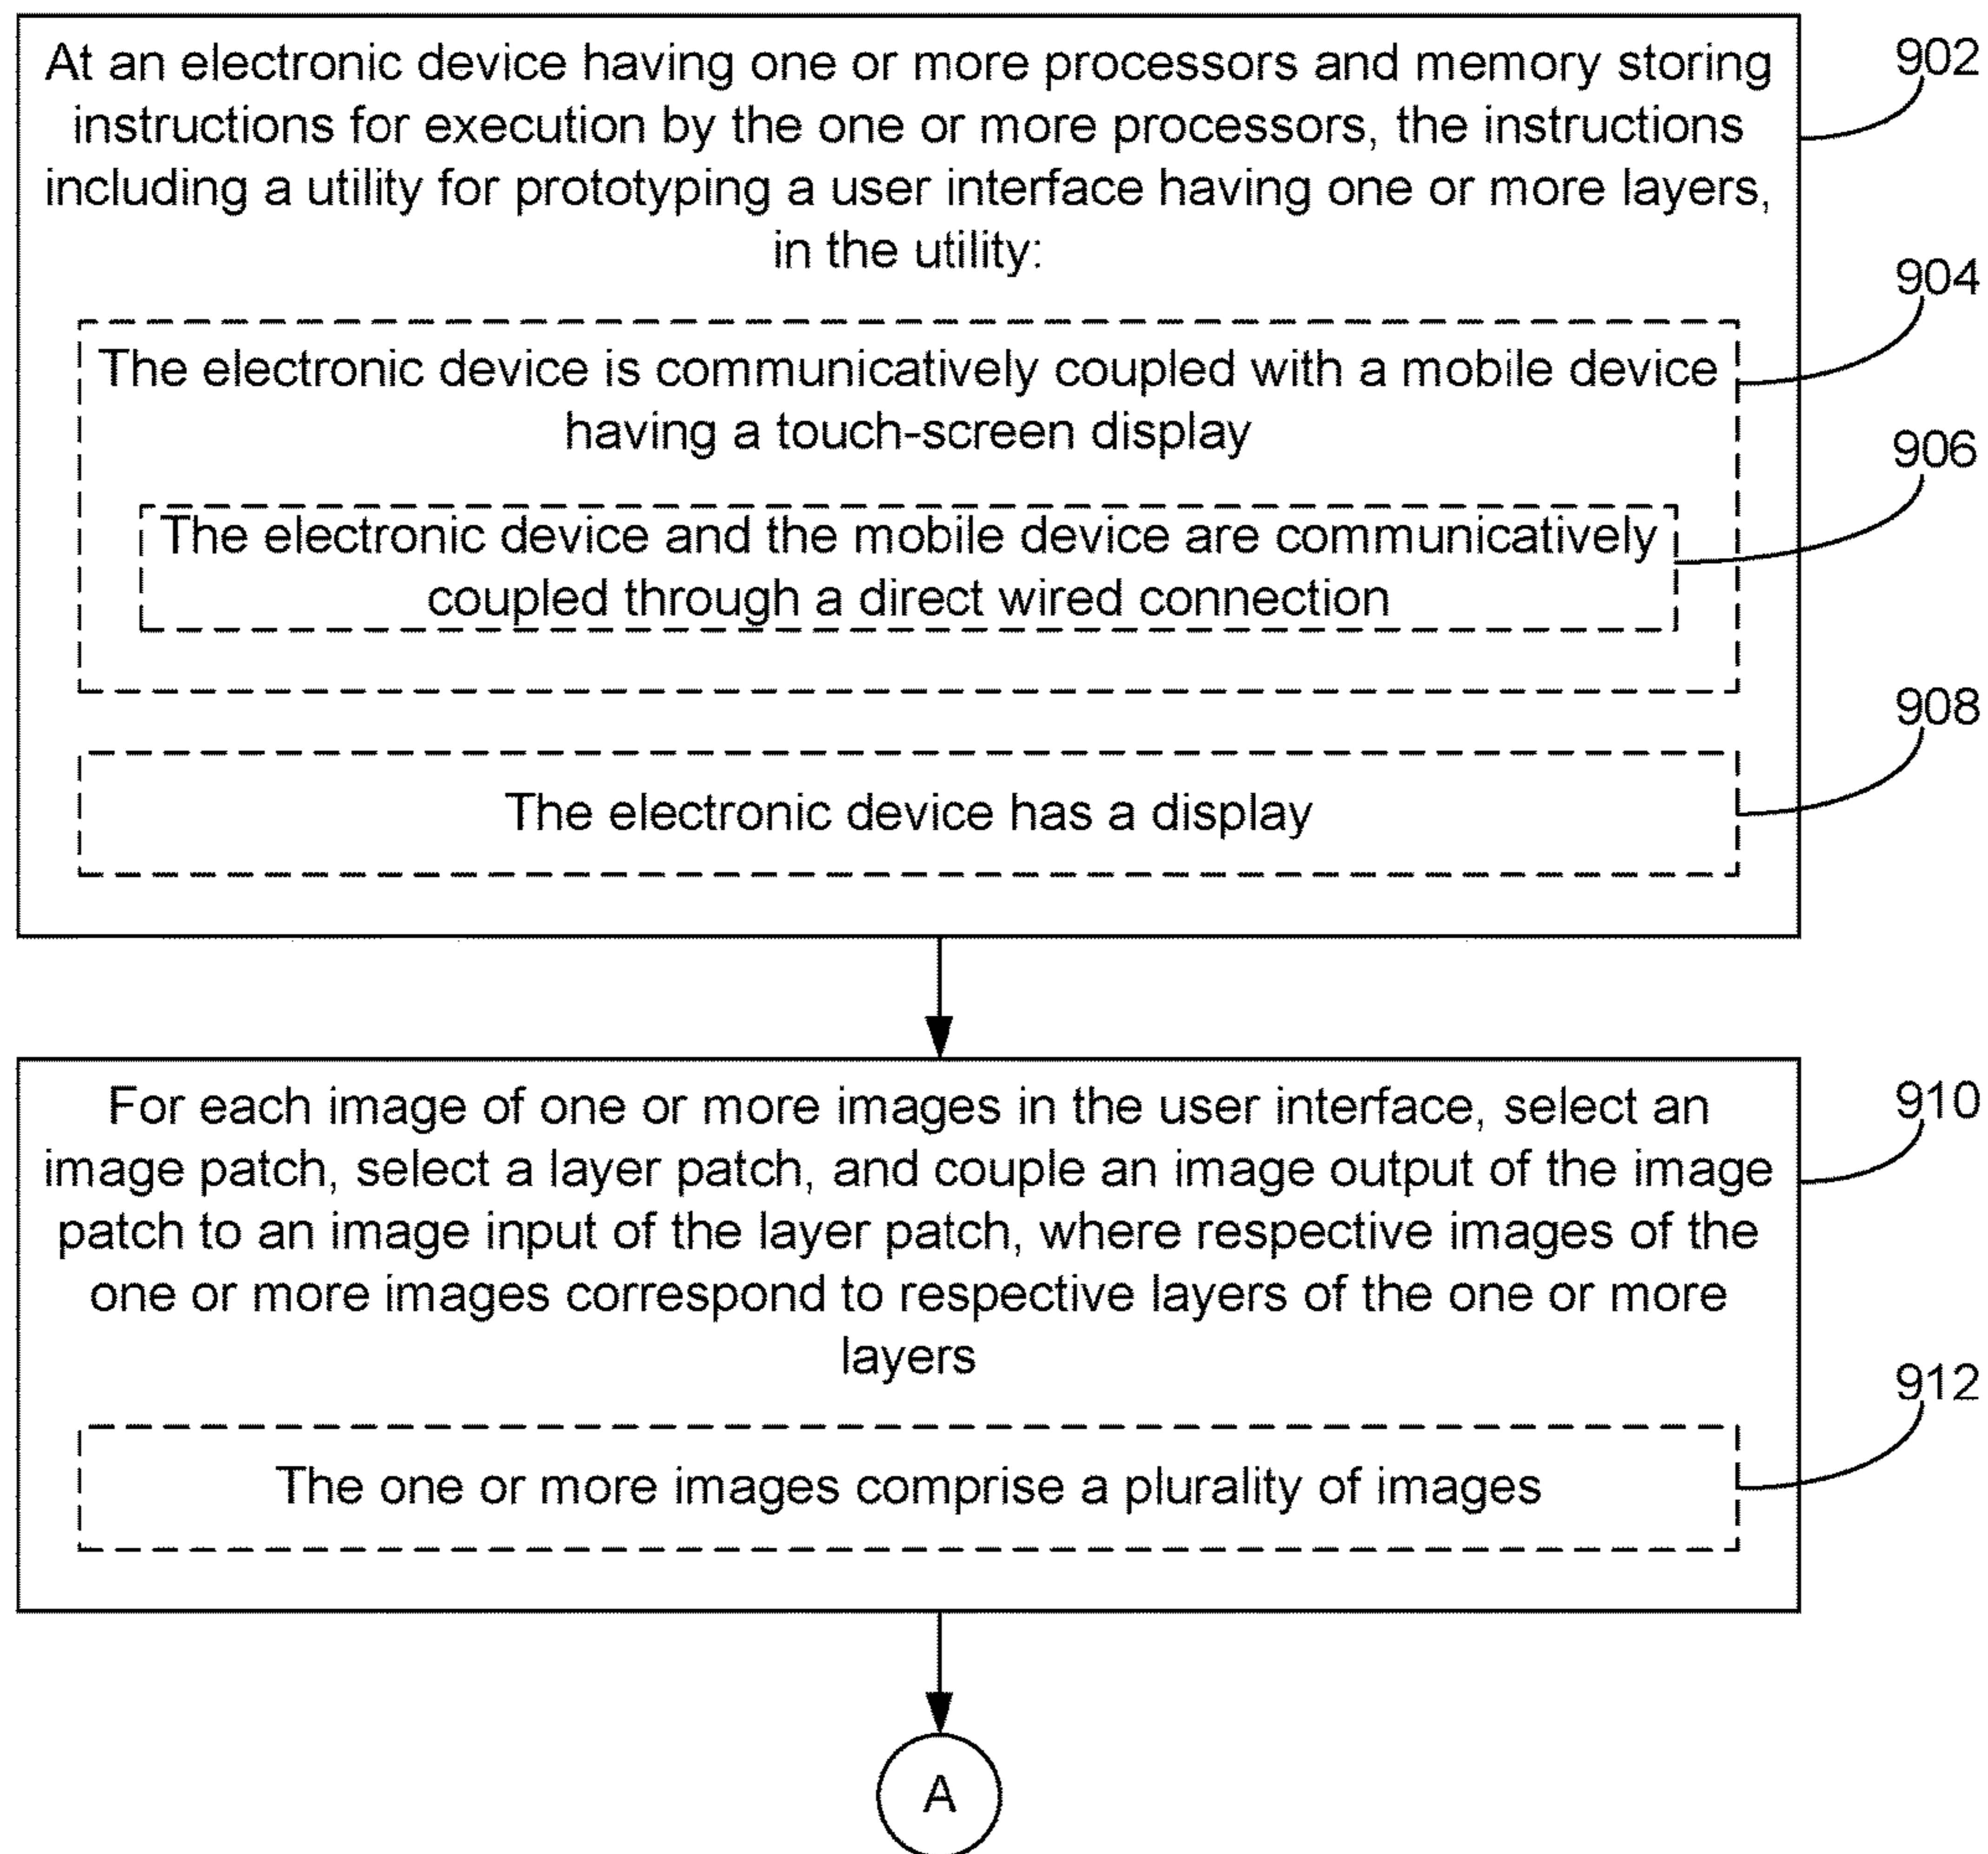 At an electronic device having one or more processors and memory storing
instructions for execution by the one or more processors, the instructions
including a utility for prototyping a user interface having one or more layers,
in the utility:
902
The electronic device is communicatively coupled with a mobile device
having a touch-screen display
904
The electronic device and the mobile device are communicatively
coupled through a direct wired connection
906
The electronic device has a display
908
For each image of one or more images in the user interface, select an
image patch, select a layer patch, and couple an image output of the image
patch to an image input of the layer patch, where respective images of the
one or more images correspond to respective layers of the one or more
layers
910
The one or more images comprise a plurality of images
912
A